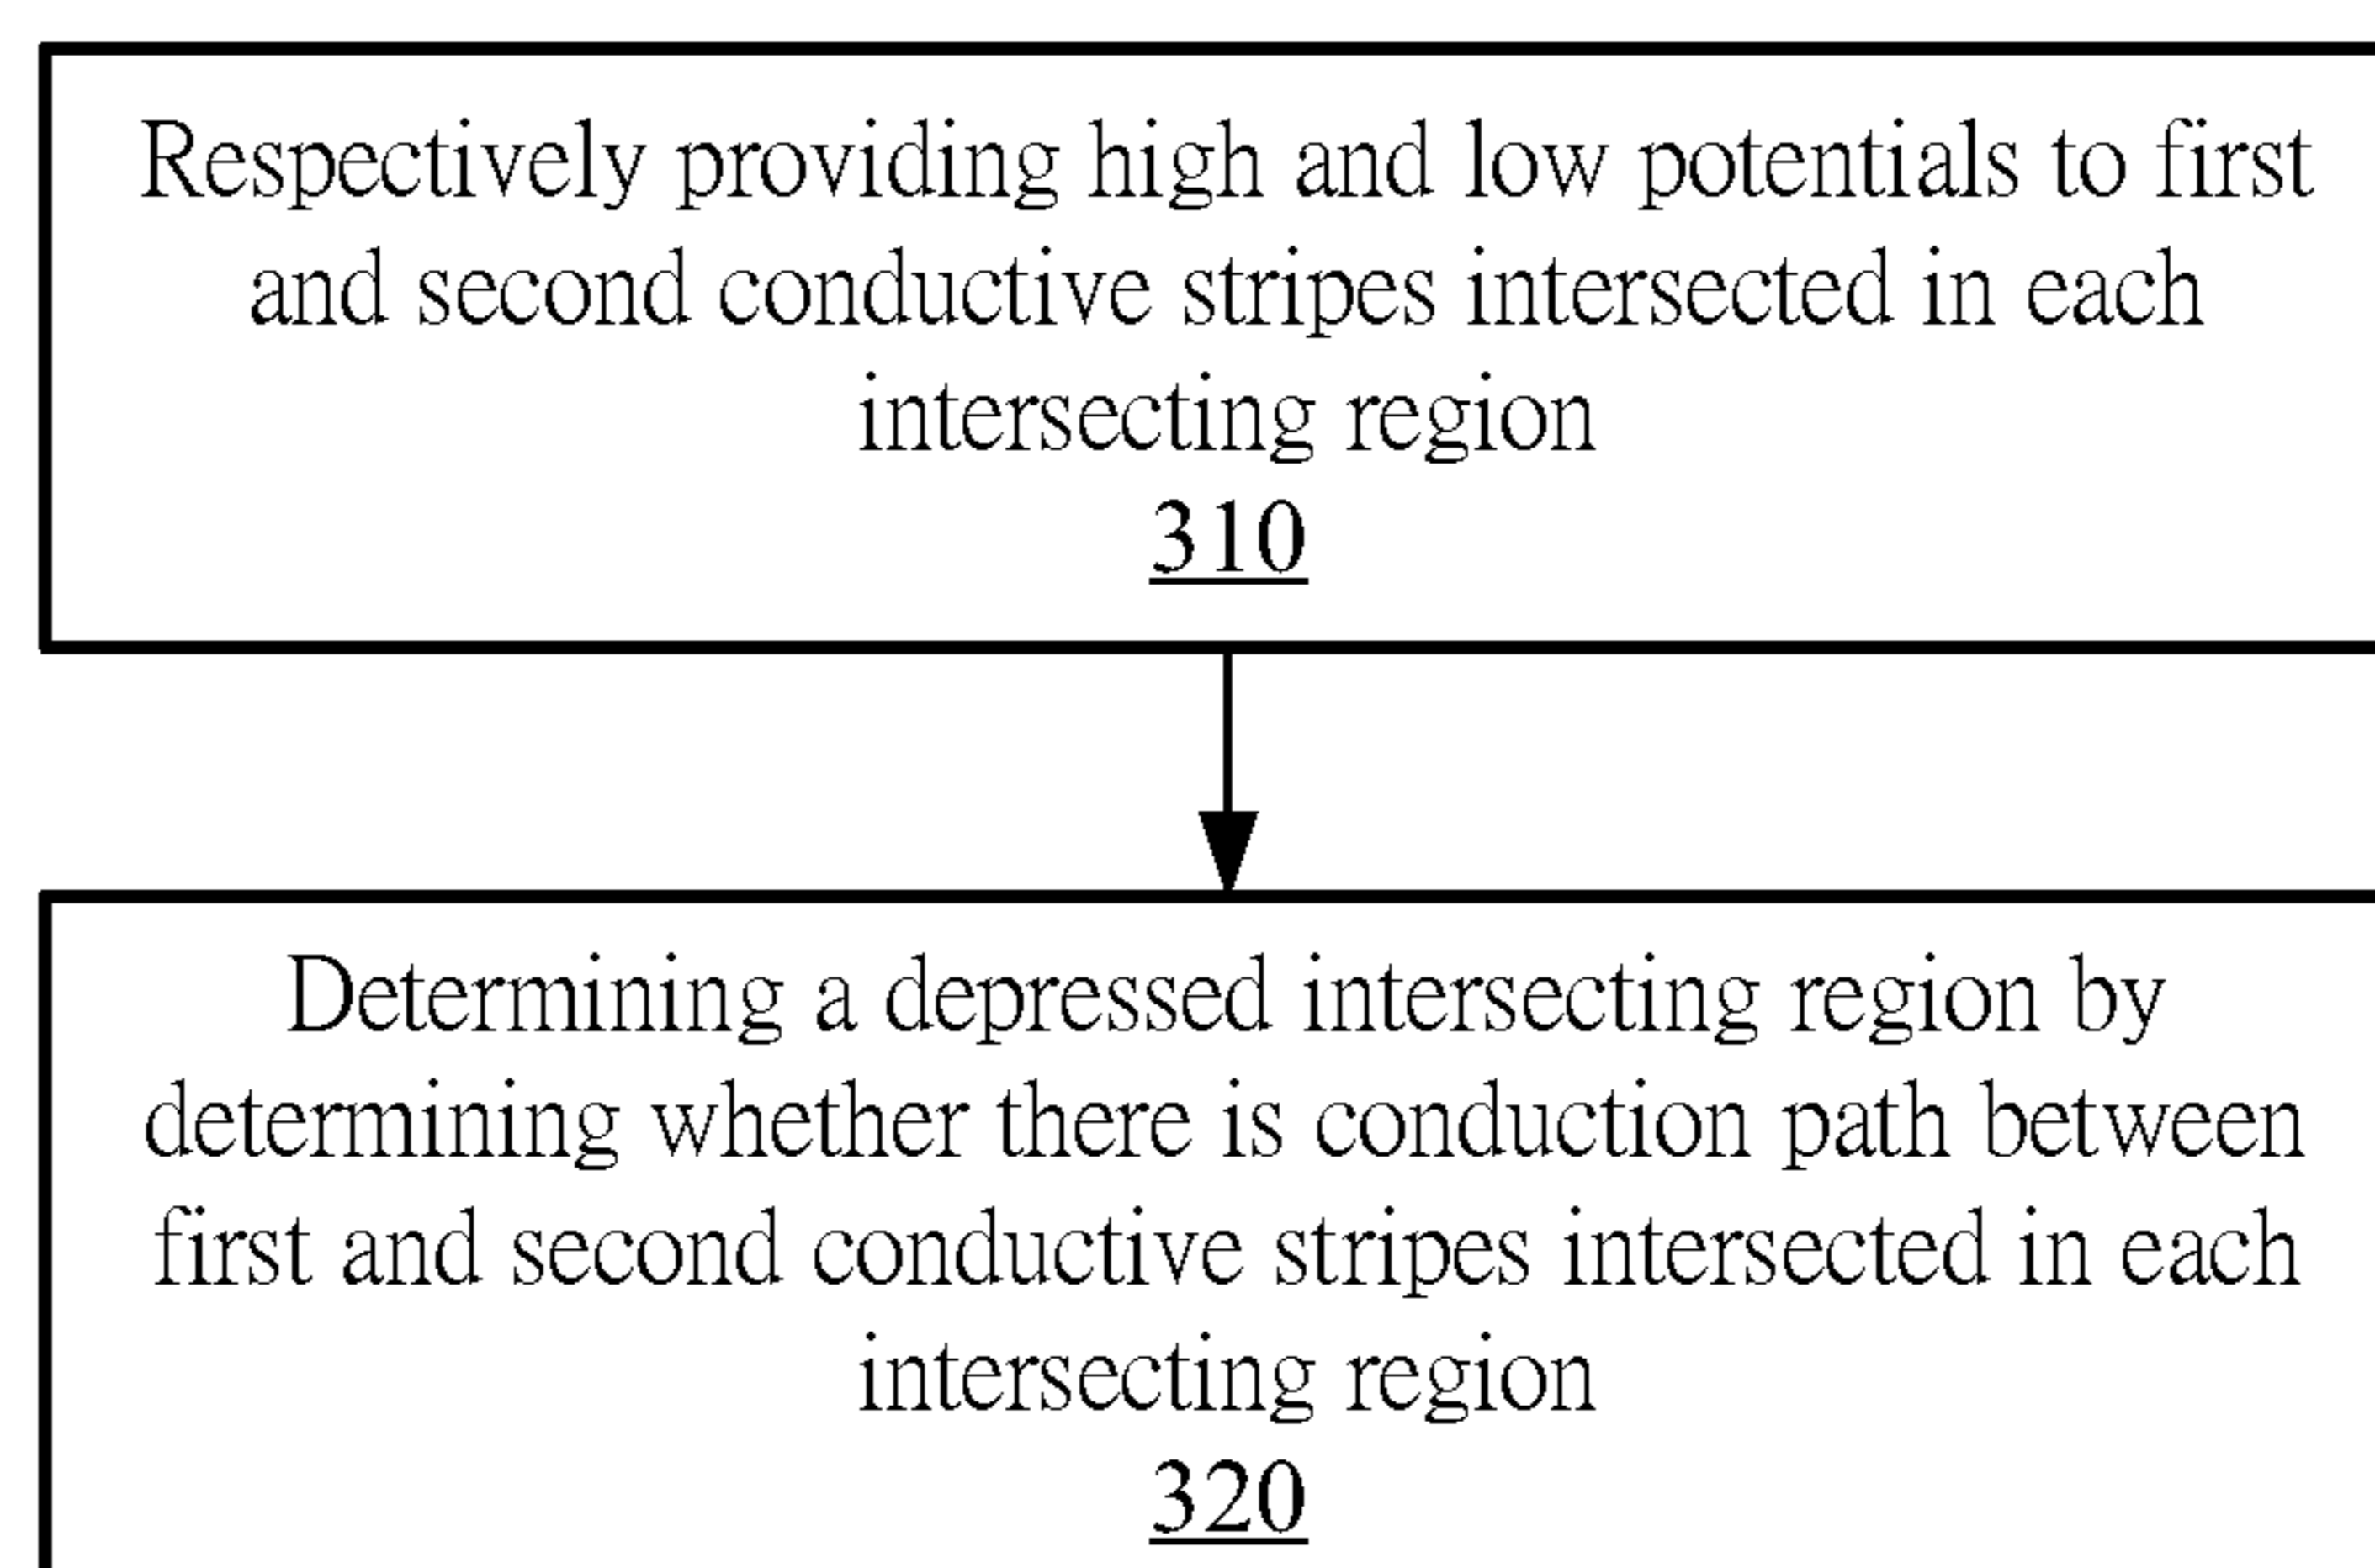 Respectively providing high and low potentials to first
and second conductive stripes intersected in each
intersecting region
310
Determining a depressed intersecting region by
determining whether there is conduction path between
first and second conductive stripes intersected in each
intersecting region
320